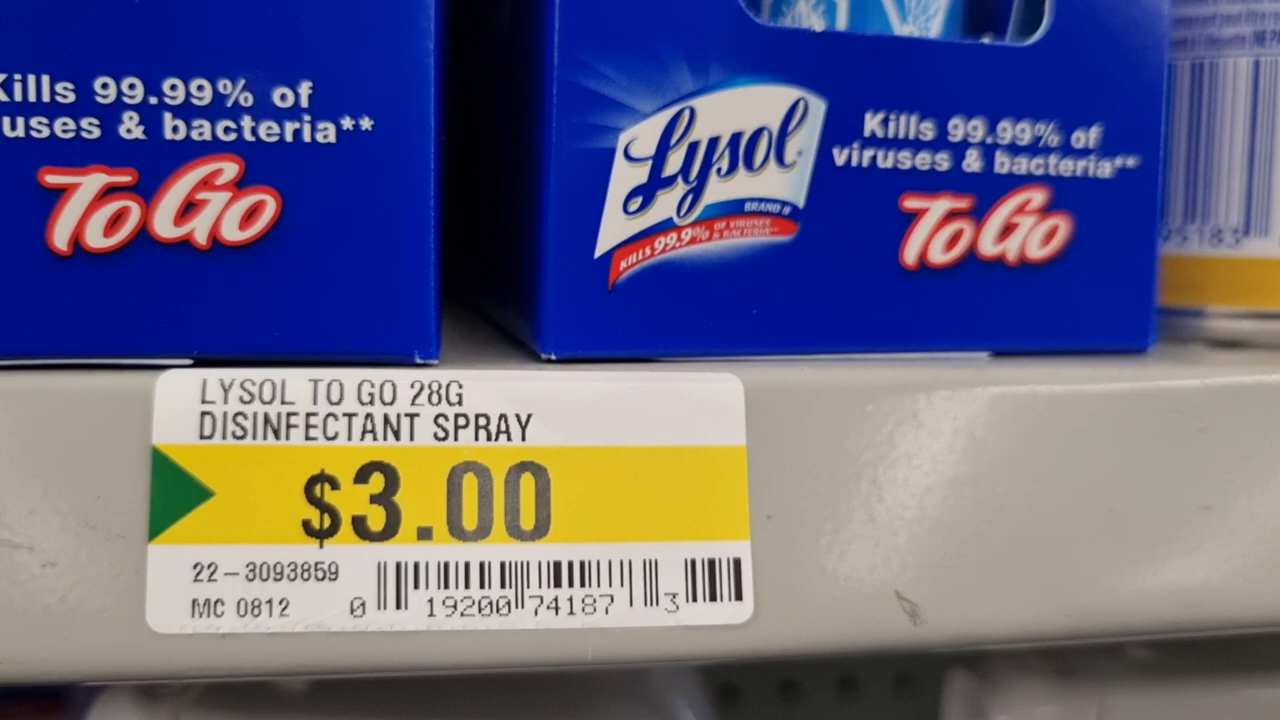 Kills 99.99% of
uses & bacteria**
To Go
Lysol
BRAND II
KILLS 99.9% OF VIRUSES
& BACTERIA
Kills 99.99% of
viruses & bacteria**
To Go
95183
LYSOL TO GO 28G
DISINFECTANT SPRAY
$3.00
22-3093859
MC 0812
0 19200 74187 3